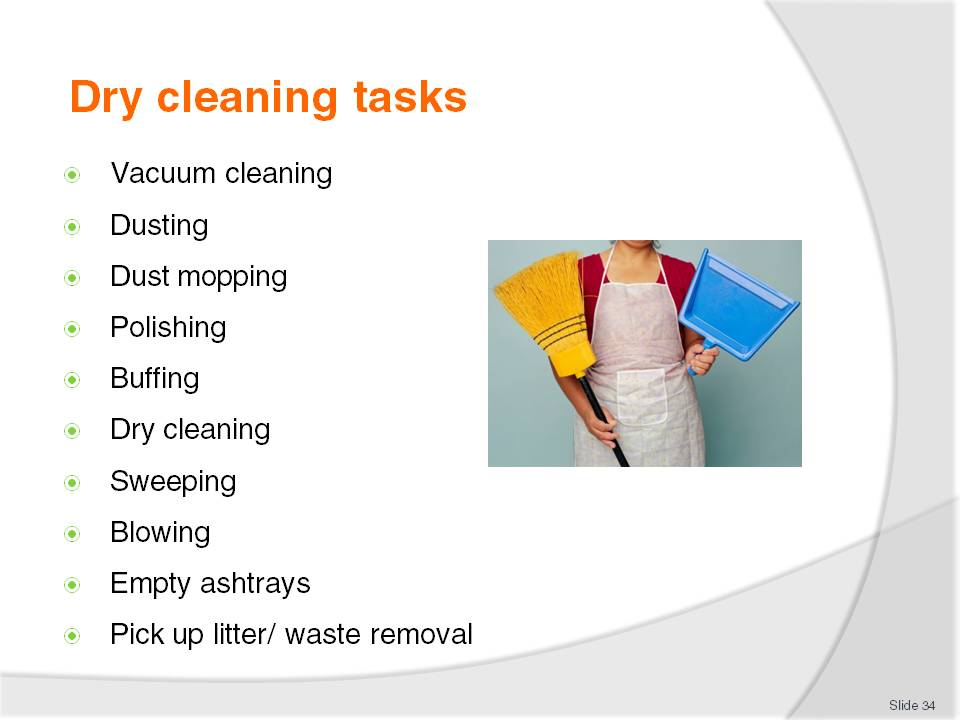 Dry cleaning tasks
Vacuum cleaning
Dusting
Dust mopping
Polishing
Buffing
Dry cleaning
Sweeping
Blowing
Empty ashtrays
Pick up litter/ waste removal
Slide 34